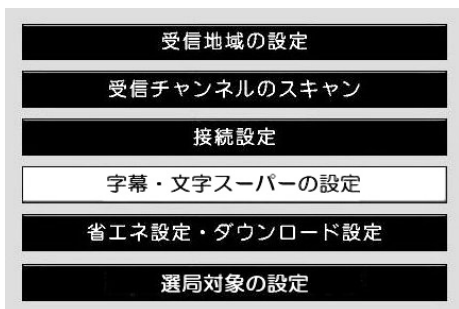 受信地域の設定
受信チャンネルのスキャン
接続設定
字幕・文字スーパーの設定
省エネ設定・ダウンロード設定
選局対象の設定